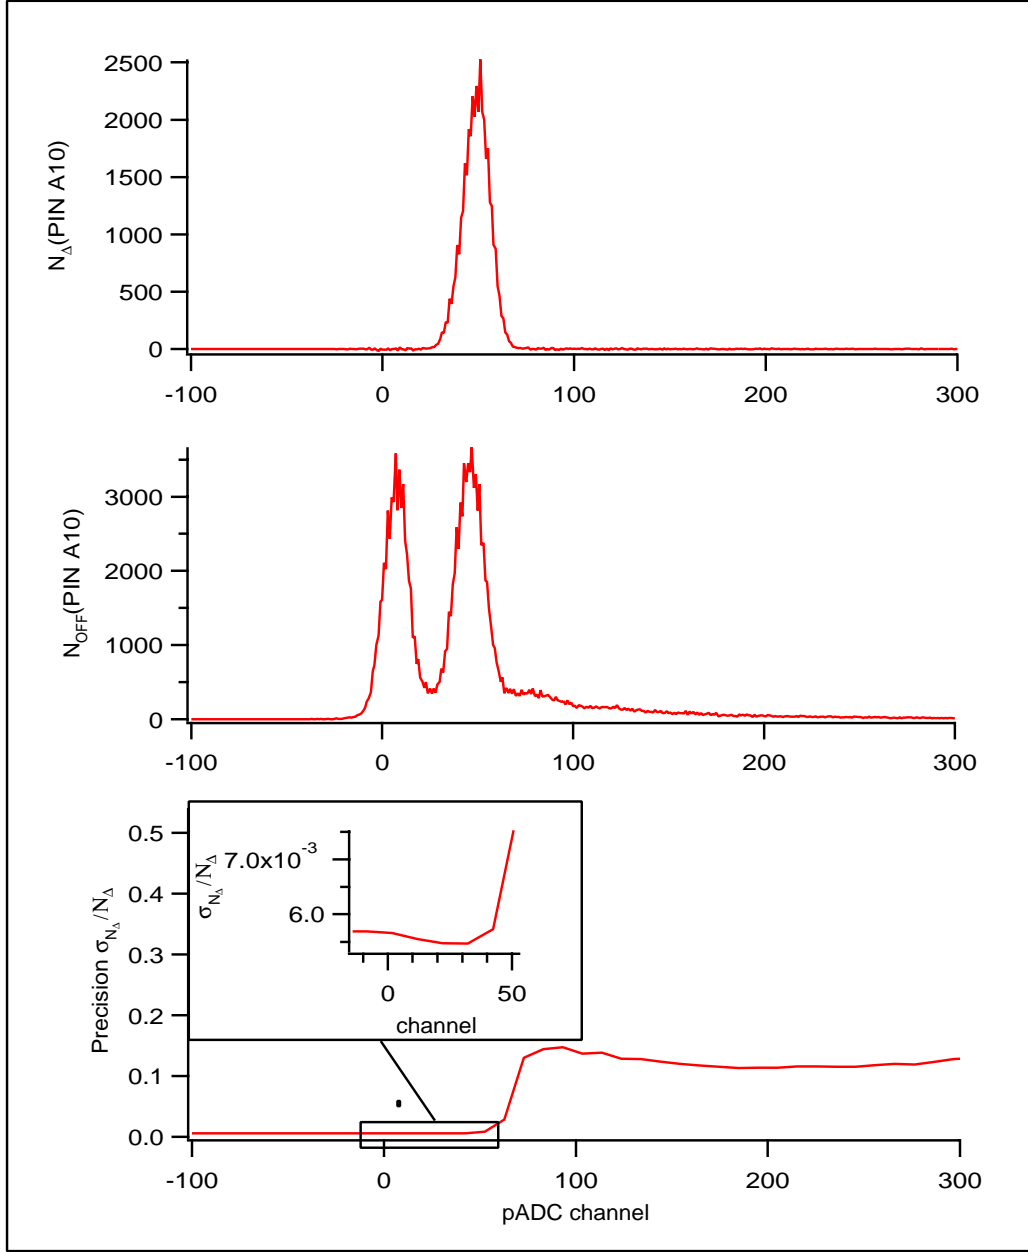 2500
2000
1500
1000
500
0
N_Δ(PIN A10)
-100 0 100 200 300
3000
2000
1000
0
N_OFF(PIN A10)
-100 0 100 200 300
0.5
0.4
0.3
0.2
0.1
0.0
Precision σ_N_Δ/N_Δ
σ_N_Δ/N_Δ
7.0x10^-3
6.0
0 50
channel
-100 0 100 200 300
pADC channel